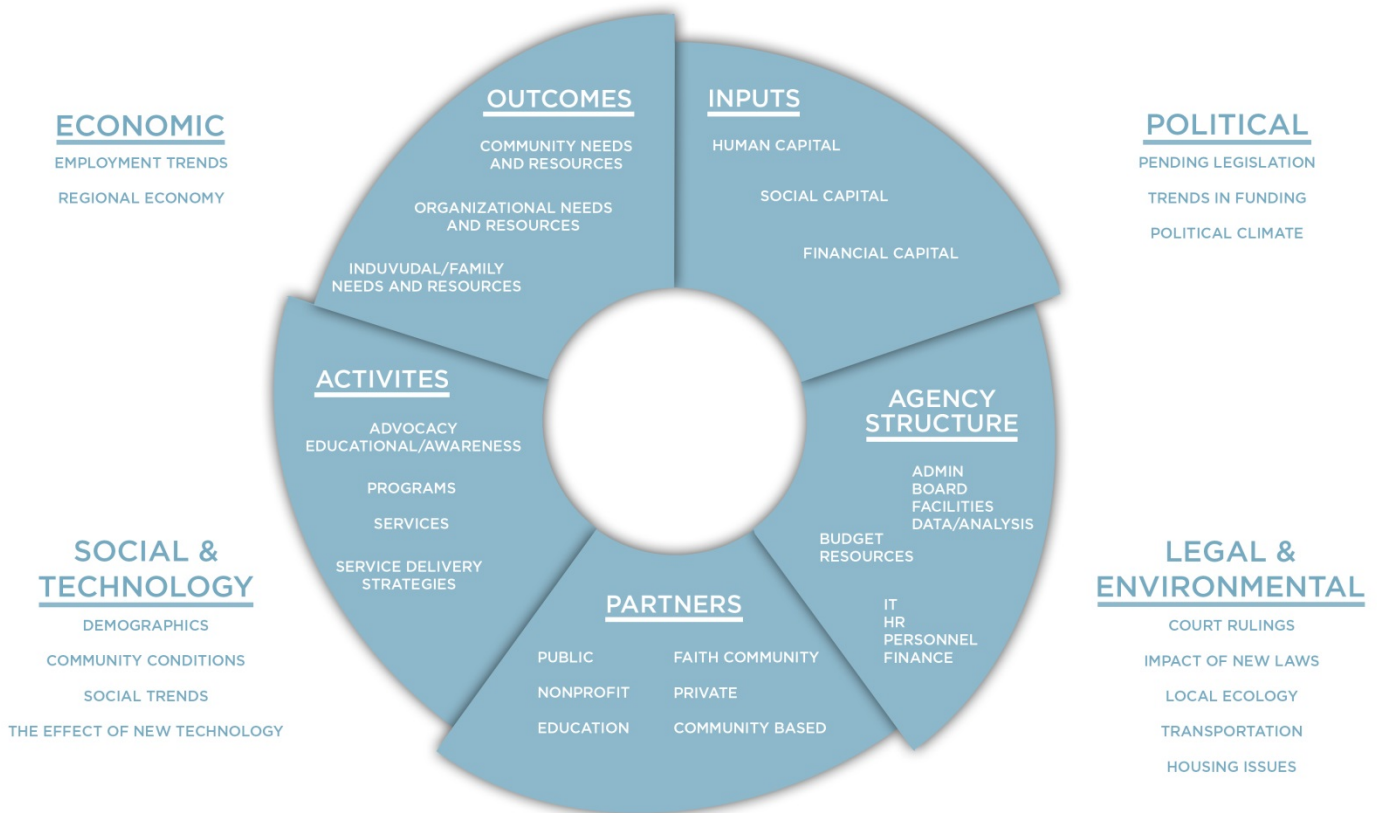 ECONOMIC
EMPLOYMENT TRENDS
REGIONAL ECONOMY
OUTCOMES
COMMUNITY NEEDS
AND RESOURCES
ORGANIZATIONAL NEEDS
AND RESOURCES
INDUVUDAL/FAMILY
NEEDS AND RESOURCES
INPUTS
HUMAN CAPITAL
SOCIAL CAPITAL
FINANCIAL CAPITAL
POLITICAL
PENDING LEGISLATION
TRENDS IN FUNDING
POLITICAL CLIMATE
ACTIVITES
ADVOCACY
EDUCATIONAL/AWARENESS
PROGRAMS
SERVICES
SERVICE DELIVERY
STRATEGIES
AGENCY
STRUCTURE
ADMIN
BOARD
FACILITIES
DATA/ANALYSIS
BUDGET
RESOURCES
IT
HR
PERSONNEL
FINANCE
PARTNERS
PUBLIC
NONPROFIT
EDUCATION
FAITH COMMUNITY
PRIVATE
COMMUNITY BASED
SOCIAL &
TECHNOLOGY
DEMOGRAPHICS
COMMUNITY CONDITIONS
SOCIAL TRENDS
THE EFFECT OF NEW TECHNOLOGY
LEGAL &
ENVIRONMENTAL
COURT RULINGS
IMPACT OF NEW LAWS
LOCAL ECOLOGY
TRANSPORTATION
HOUSING ISSUES